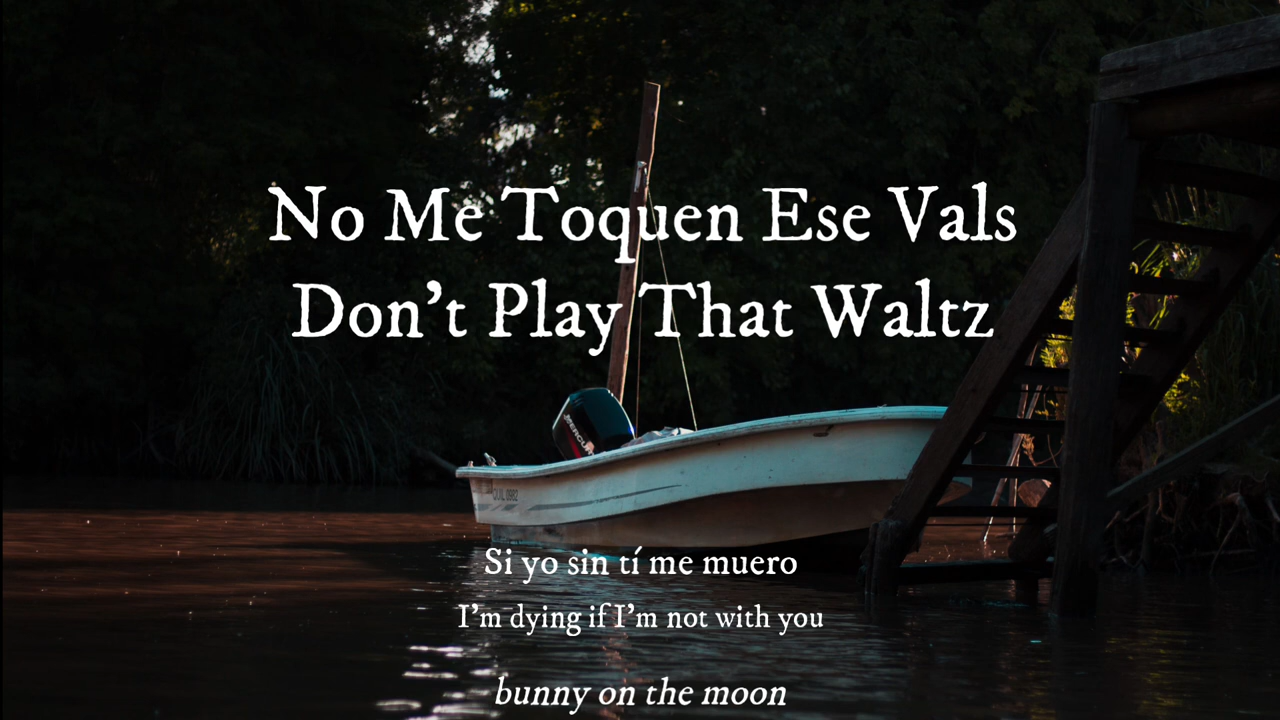 No Me Toquen Ese Vals
Don't Play That Waltz
Si yo sin tí me muero
I'm dying if I'm not with you
bunny on the moon